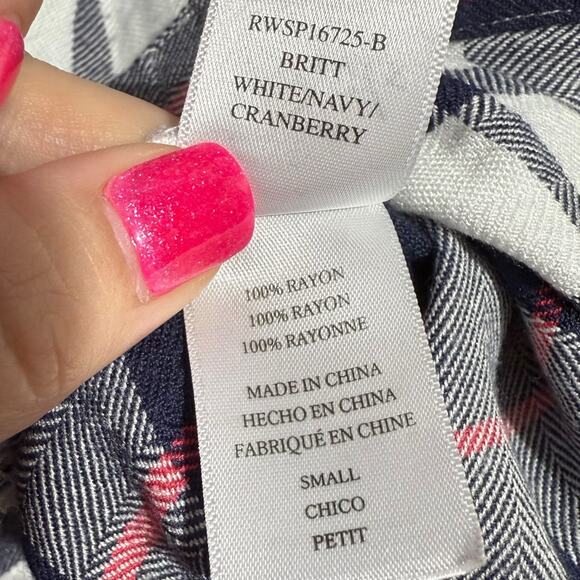 RWSP16725-B
BRITT
WHITE/NAVY/
CRANBERRY
100% RAYON
100% RAYON
100% RAYONNE
MADE IN CHINA
HECHO EN CHINA
FABRIQUÉ EN CHINE
SMALL
CHICO
PETIT